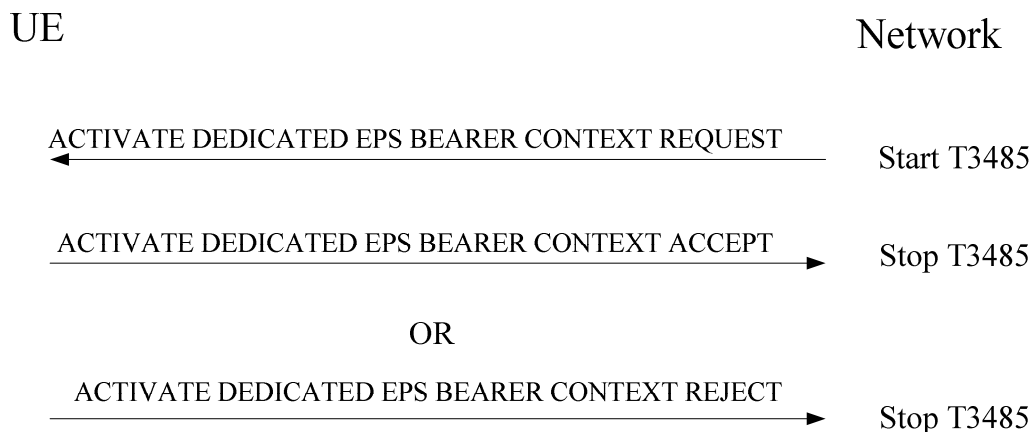 UE
Network
ACTIVATE DEDICATED EPS BEARER CONTEXT REQUEST
Start T3485
ACTIVATE DEDICATED EPS BEARER CONTEXT ACCEPT
Stop T3485
OR
ACTIVATE DEDICATED EPS BEARER CONTEXT REJECT
Stop T3485